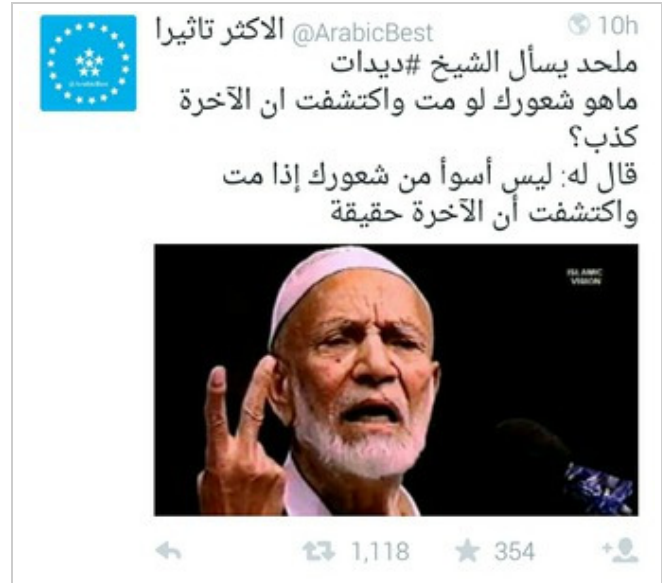 الاكثر تاثيرا @ArabicBest 10h
ملحد يسأل الشيخ #ديدات
ماهو شعورك لو مت واكتشفت ان الآخرة
كذب؟
قال له: ليس أسوأ من شعورك إذا مت
واكتشفت أن الآخرة حقيقة
ISLAMIC
VISION
1,118 354